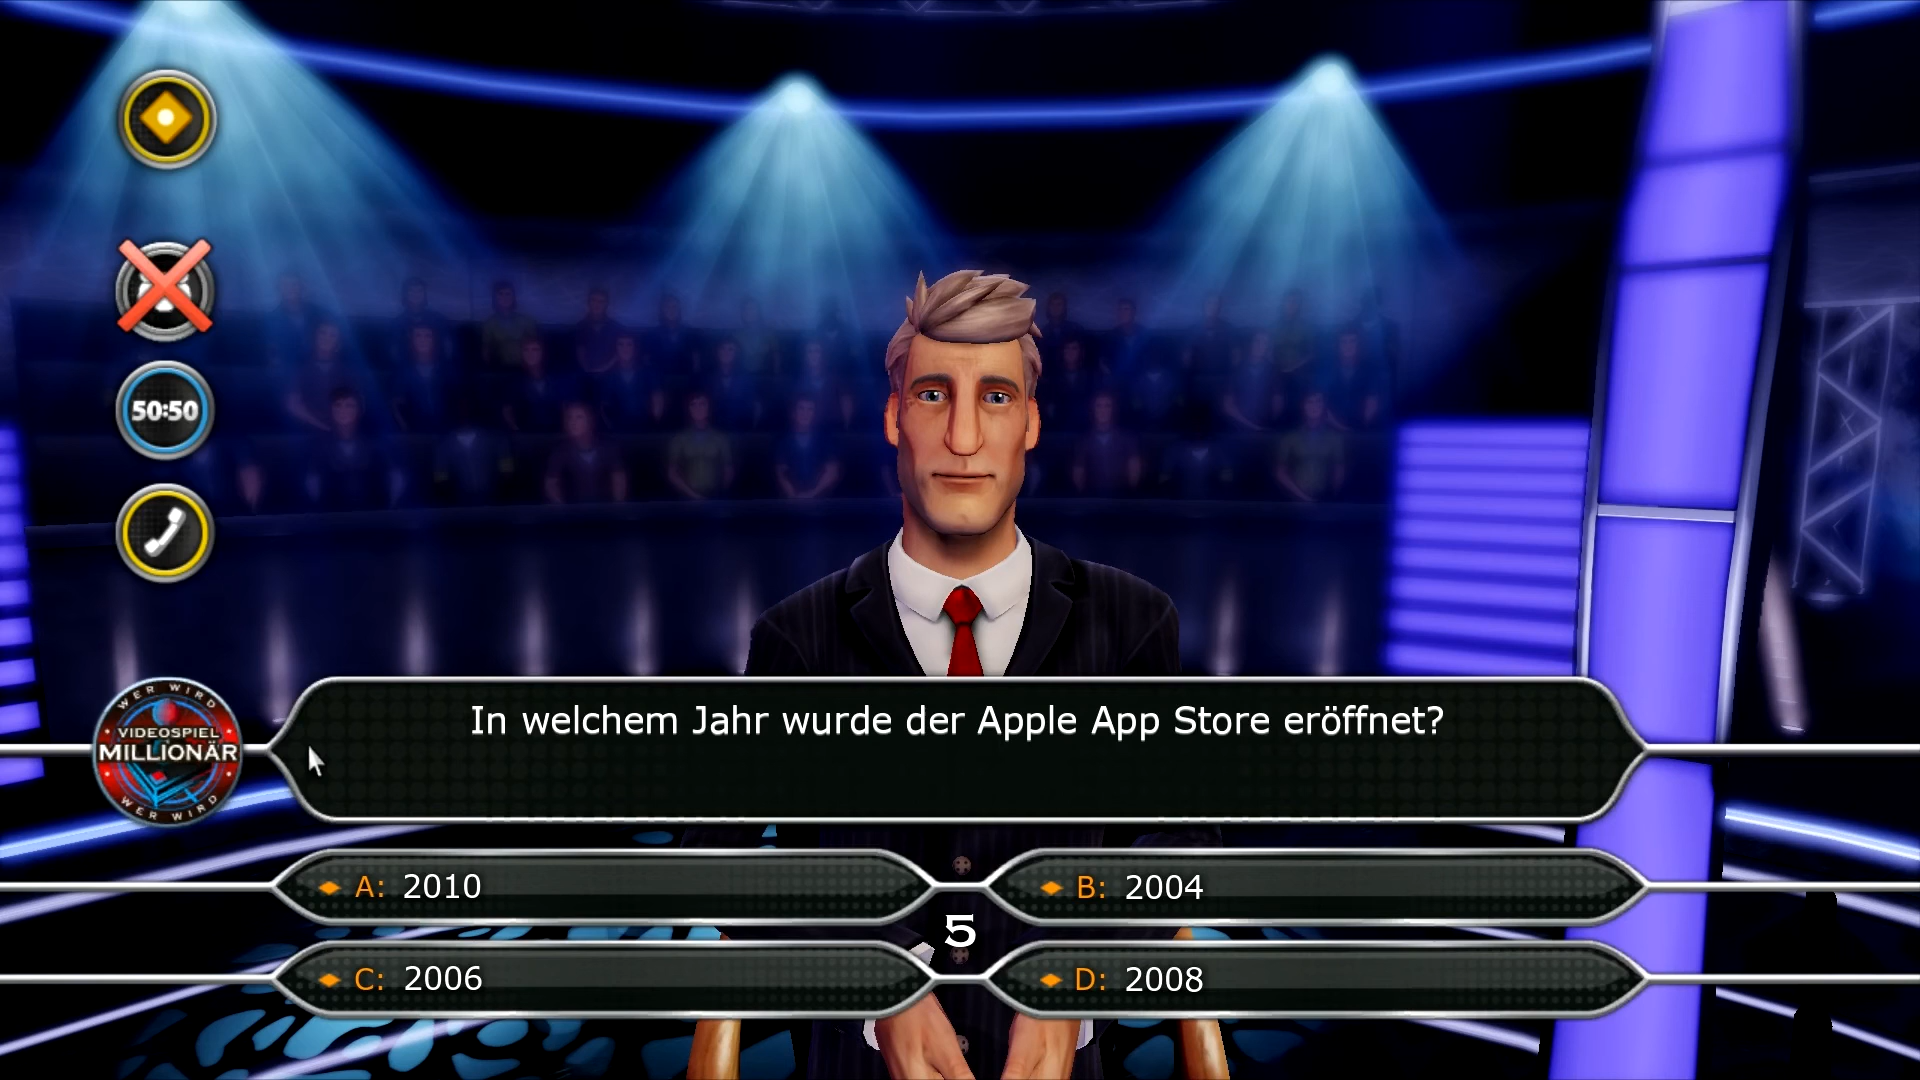 50:50
WER WIRD
VIDEOSPIEL
MILLIONÄR
WER WIRD
In welchem Jahr wurde der Apple App Store eröffnet?
A: 2010
B: 2004
5
C: 2006
D: 2008